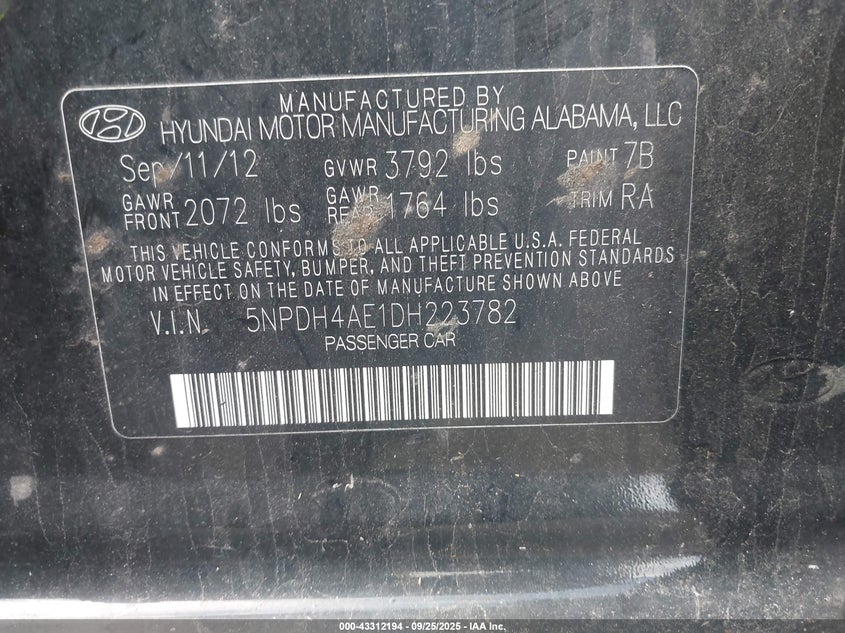 MANUFACTURED BY
HYUNDAI MOTOR MANUFACTURING ALABAMA, LLC
Sep/11/12 GVWR 3792 lbs PAINT 7B
GAWR FRONT 2072 lbs GAWR REAR 1764 lbs TRIM RA
THIS VEHICLE CONFORMS TO ALL APPLICABLE U.S.A. FEDERAL
MOTOR VEHICLE SAFETY, BUMPER, AND THEFT PREVENTION STANDARDS
IN EFFECT ON THE DATE OF MANUFACTURE SHOWN ABOVE
V.I.N. 5NPDH4AE1DH223782
PASSENGER CAR
000-43312194 - 09/25/2025 - IAA Inc.